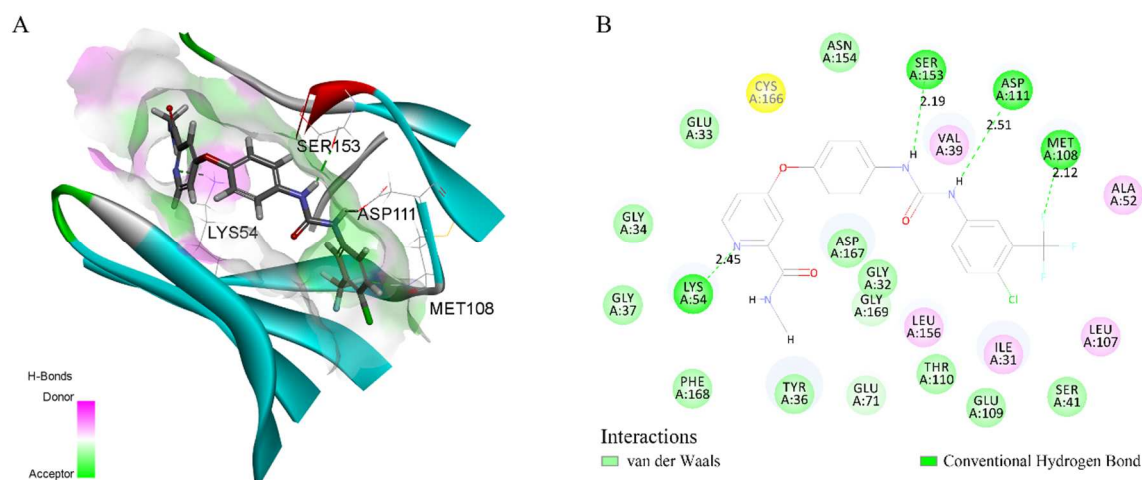 A
SER153
ASP111
LYS54
MET108
H-Bonds
Donor
Acceptor
B
ASN
A:154
SER
A:153
2.19
ASP
A:111
2.51
CYS
A:166
GLU
A:33
VAL
A:39
MET
A:108
2.12
ALA
A:52
H
N
H
N
O
O
F
F
F
Cl
GLY
A:34
N
2.45
LYS
A:54
O
N
H
H
ASP
A:167
GLY
A:32
GLY
A:169
GLY
A:37
LEU
A:156
ILE
A:31
LEU
A:107
PHE
A:168
TYR
A:36
GLU
A:71
THR
A:110
GLU
A:109
SER
A:41
Interactions
van der Waals
Conventional Hydrogen Bond